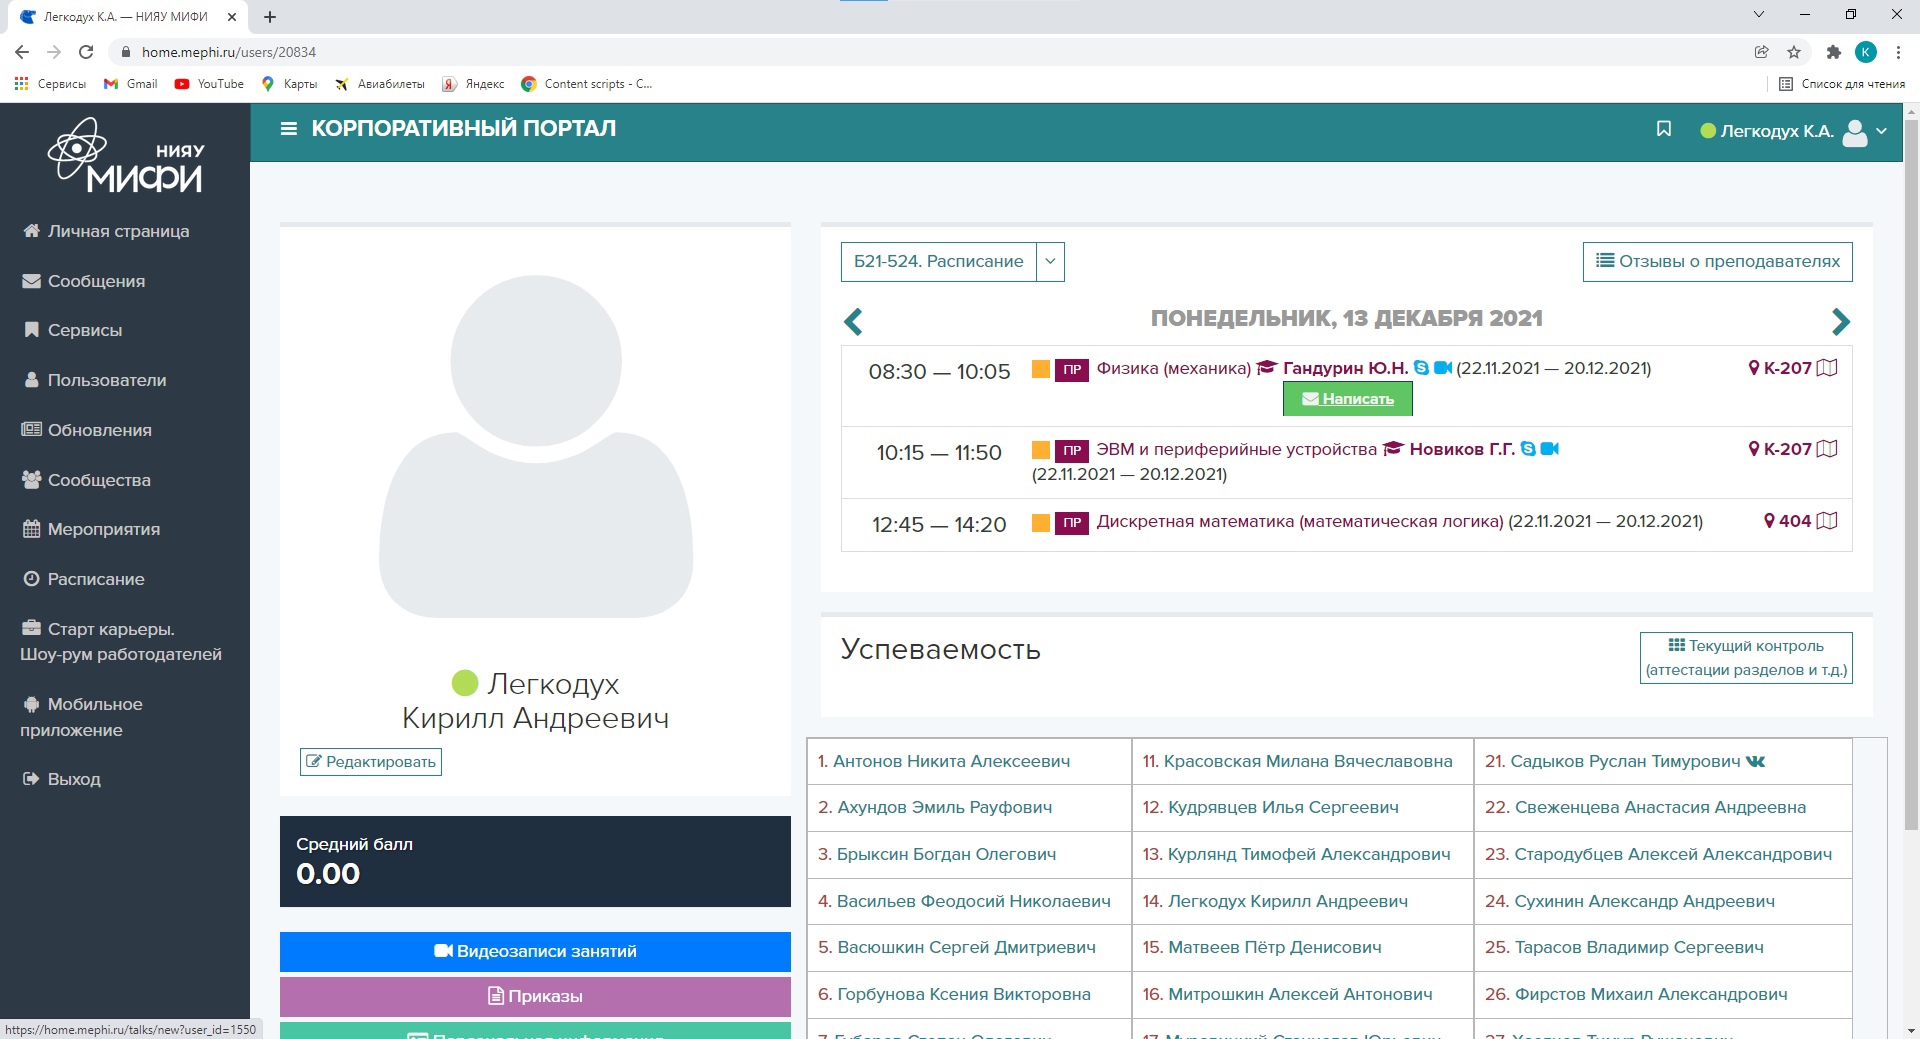 Легкодух К.А. — НИЯУ МИФИ
home.mephi.ru/users/20834
K
Сервисы
Gmail
YouTube
Карты
Авиабилеты
Яндекс
Content scripts - C...
Список для чтения
НИЯУ
МИФИ
КОРПОРАТИВНЫЙ ПОРТАЛ
Легкодух К.А.
Личная страница
Сообщения
Сервисы
Пользователи
Обновления
Сообщества
Мероприятия
Расписание
Старт карьеры.
Шоу-рум работодателей
Мобильное
приложение
Выход
Легкодух
Кирилл Андреевич
Редактировать
Средний балл
0.00
Видеозаписи занятий
Приказы
Б21-524. Расписание
Отзывы о преподавателях
ПОНЕДЕЛЬНИК, 13 ДЕКАБРЯ 2021
08:30 — 10:05 ПР Физика (механика) Гандурин Ю.Н. (22.11.2021 — 20.12.2021) К-207
Написать
10:15 — 11:50 ПР ЭВМ и периферийные устройства Новиков Г.Г. К-207
(22.11.2021 — 20.12.2021)
12:45 — 14:20 ПР Дискретная математика (математическая логика) (22.11.2021 — 20.12.2021) 404
Успеваемость
Текущий контроль
(аттестации разделов и т.д.)
1. Антонов Никита Алексеевич
11. Красовская Милана Вячеславовна
21. Садыков Руслан Тимурович
2. Ахундов Эмиль Рауфович
12. Кудрявцев Илья Сергеевич
22. Свеженцева Анастасия Андреевна
3. Брыксин Богдан Олегович
13. Курлянд Тимофей Александрович
23. Стародубцев Алексей Александрович
4. Васильев Феодосий Николаевич
14. Легкодух Кирилл Андреевич
24. Сухинин Александр Андреевич
5. Васюшкин Сергей Дмитриевич
15. Матвеев Пётр Денисович
25. Тарасов Владимир Сергеевич
6. Горбунова Ксения Викторовна
16. Митрошкин Алексей Антонович
26. Фирстов Михаил Александрович
https://home.mephi.ru/talks/new?user_id=1550